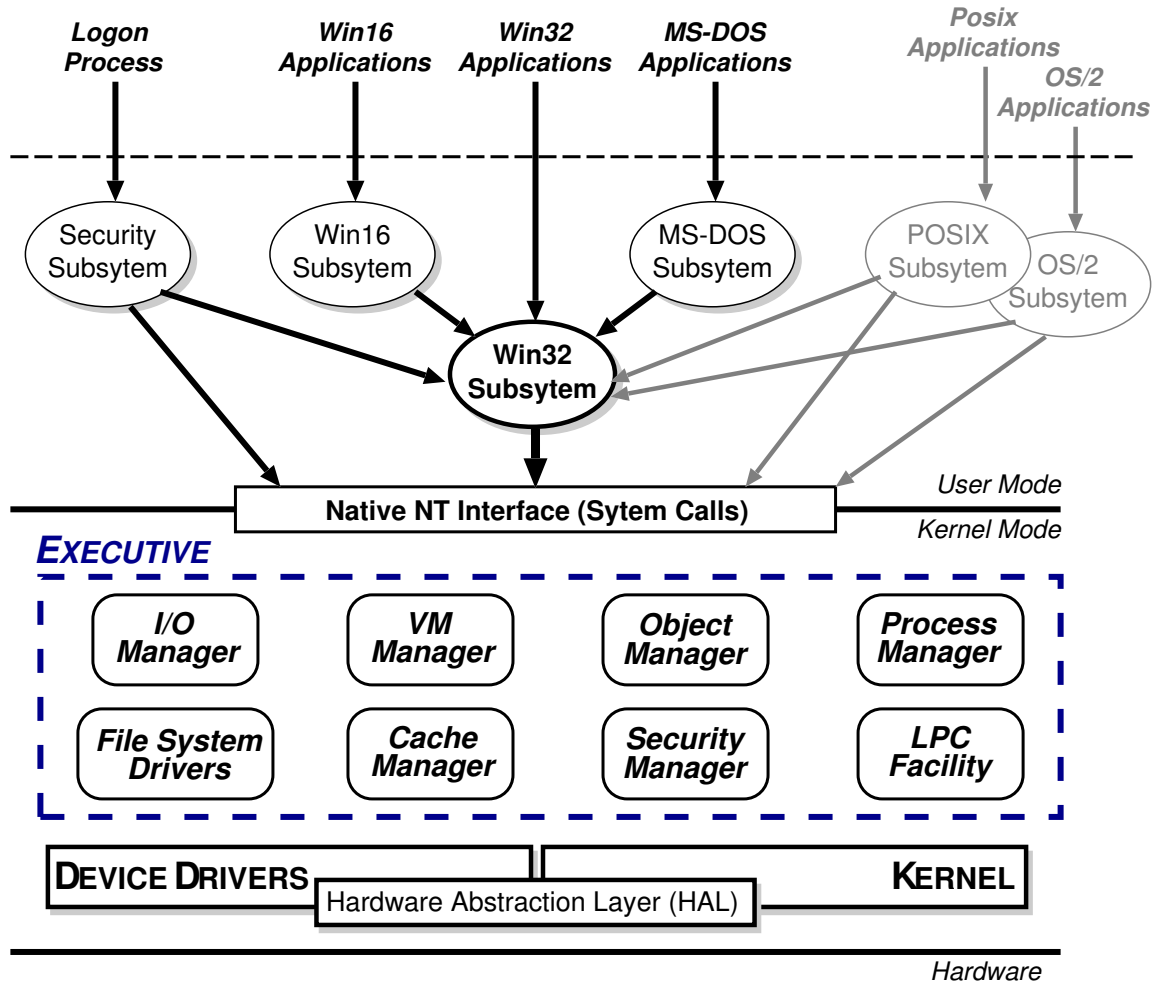 Logon
Process
Win16
Applications
Win32
Applications
MS-DOS
Applications
Posix
Applications
OS/2
Applications
Security
Subsytem
Win16
Subsytem
MS-DOS
Subsytem
POSIX
Subsytem
OS/2
Subsytem
Win32
Subsytem
Native NT Interface (Sytem Calls)
User Mode
Kernel Mode
EXECUTIVE
I/O
Manager
VM
Manager
Object
Manager
Process
Manager
File System
Drivers
Cache
Manager
Security
Manager
LPC
Facility
DEVICE DRIVERS
KERNEL
Hardware Abstraction Layer (HAL)
Hardware